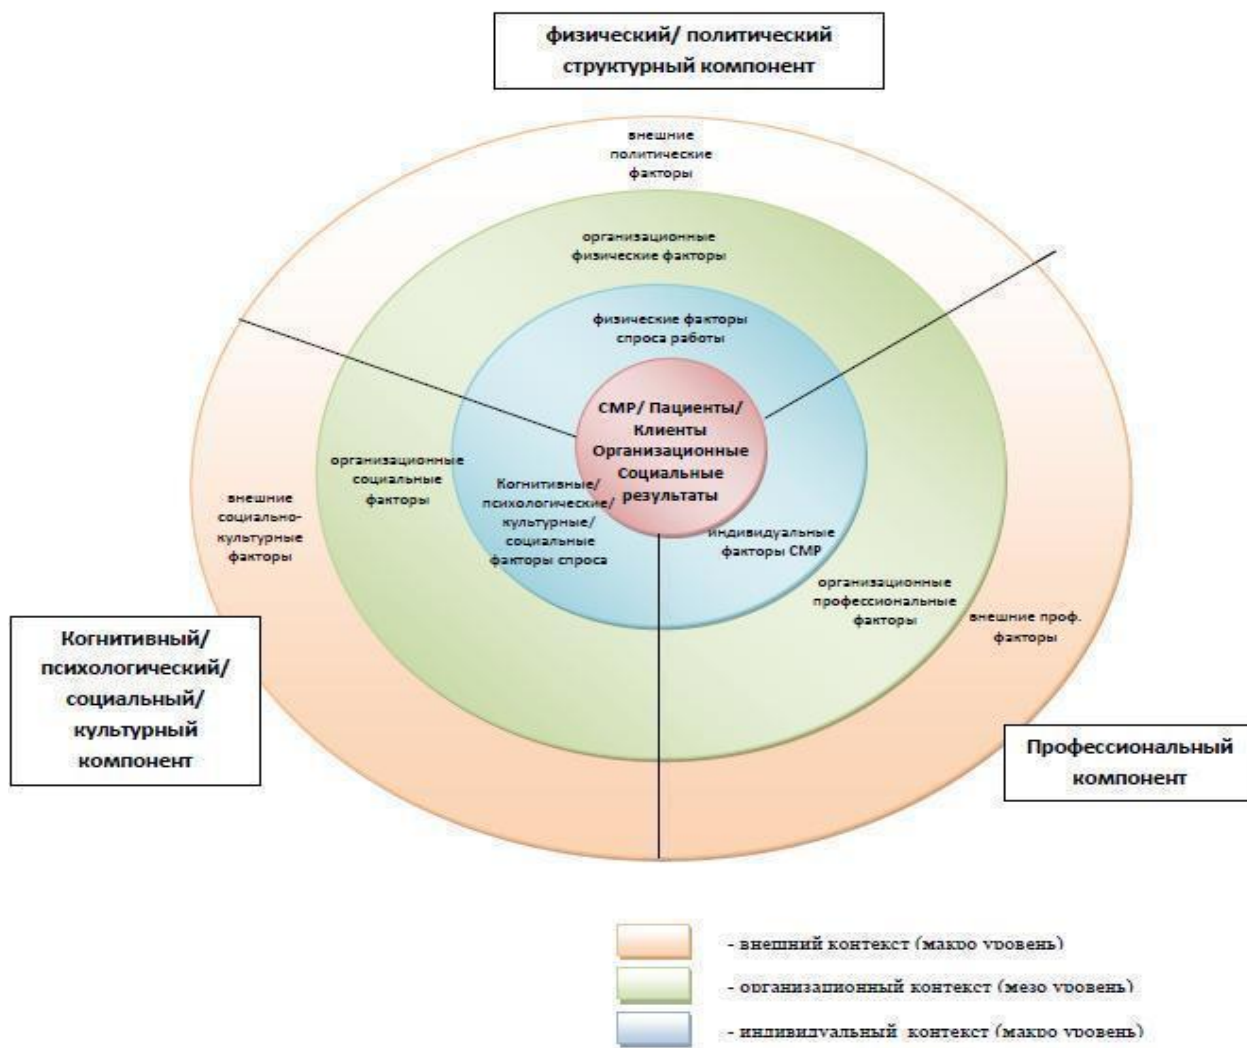 физический/ политический
структурный компонент
внешние
политические
факторы
организационные
физические факторы
физические факторы
спроса работы
СМР/ Пациенты/
Клиенты
Организационные
Социальные
результаты
организационные
социальные
факторы
Когнитивные/
психологические/
культурные/
социальные
факторы спроса
внешние
социально-
культурные
факторы
индивидуальные
факторы СМР
организационные
профессиональные
факторы
внешние проф.
факторы
Когнитивный/
психологический/
социальный/
культурный
компонент
Профессиональный
компонент
- внешний контекст (макро уровень)
- организационный контекст (мезо уровень)
- индивидуальный контекст (макро уровень)